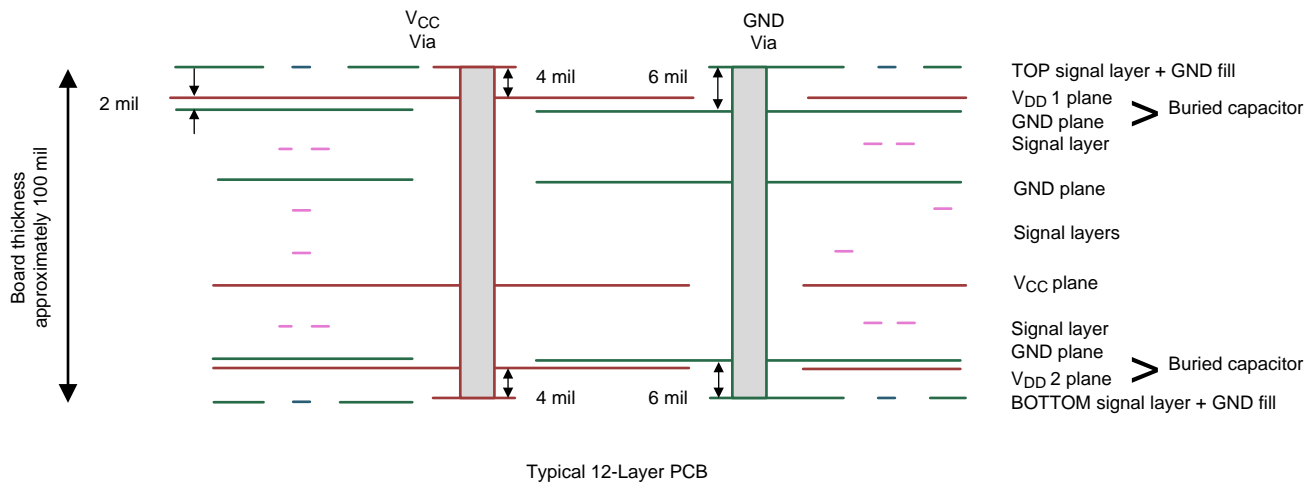 VCC
Via
GND
Via
4 mil
6 mil
2 mil
TOP signal layer + GND fill
VDD 1 plane
GND plane
> Buried capacitor
Signal layer
GND plane
Signal layers
VCC plane
Signal layer
GND plane
VDD 2 plane
> Buried capacitor
BOTTOM signal layer + GND fill
4 mil
6 mil
Board thickness
approximately 100 mil
Typical 12-Layer PCB